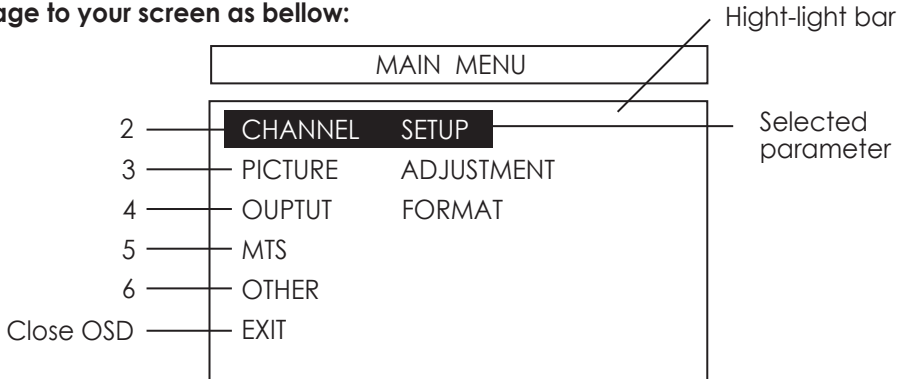 age to your screen as bellow:
Hight-light bar
MAIN MENU
2 CHANNEL SETUP
Selected
parameter
3 PICTURE ADJUSTMENT
4 OUPTUT FORMAT
5 MTS
6 OTHER
Close OSD EXIT